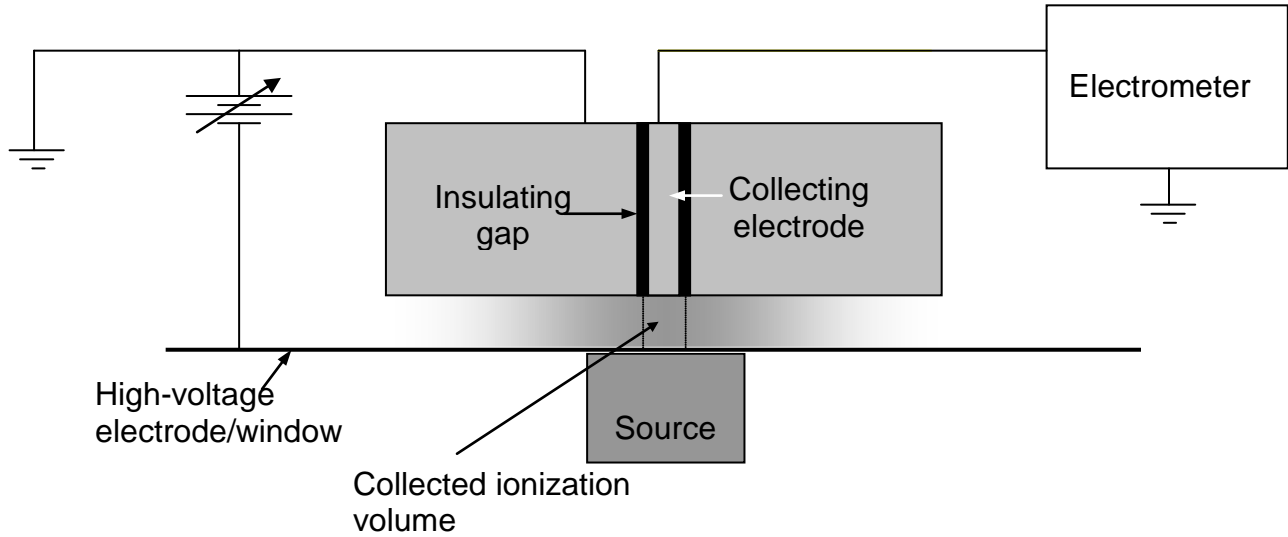 Electrometer
Insulating
gap
Collecting
electrode
High-voltage
electrode/window
Source
Collected ionization
volume